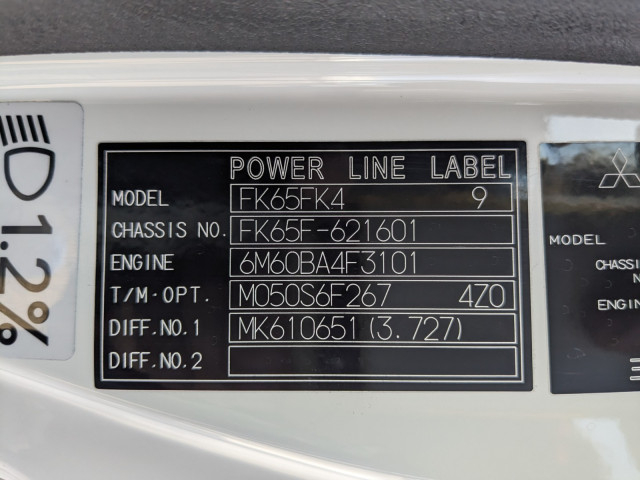 POWER LINE LABEL
MODEL FK65FK4 9
CHASSIS NO. FK65F-621601
ENGINE 6M60BA4F3101
T/M·OPT. M050S6F267 4Z0
DIFF.NO.1 MK610651 (3.727)
DIFF.NO.2
1.2%
MODEL
CHASS
N
ENGIN